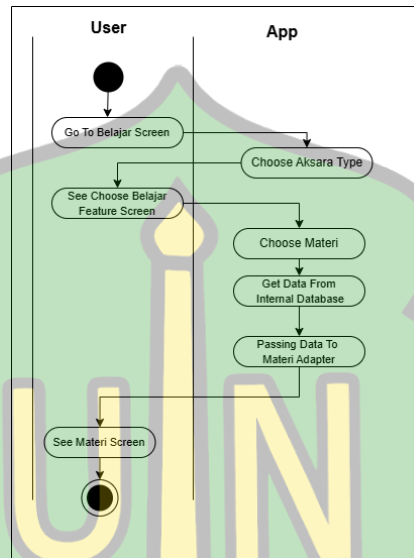 User
App
Go To Belajar Screen
Choose Aksara Type
See Choose Belajar
Feature Screen
Choose Materi
Get Data From
Internal Database
Passing Data To
Materi Adapter
See Materi Screen
UIN